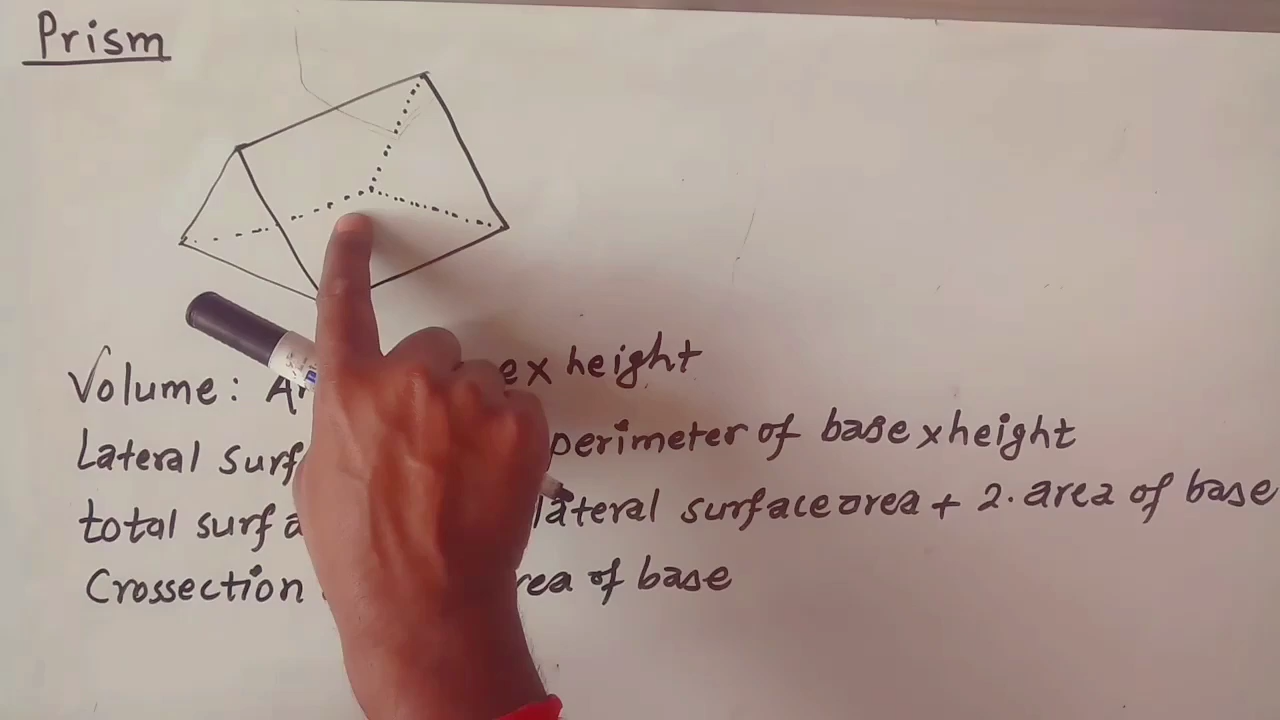 Prism
Volume: ex height
Lateral surf perimeter of base x height
total surfa lateral surface area + 2. area of base
Crossection rea of base